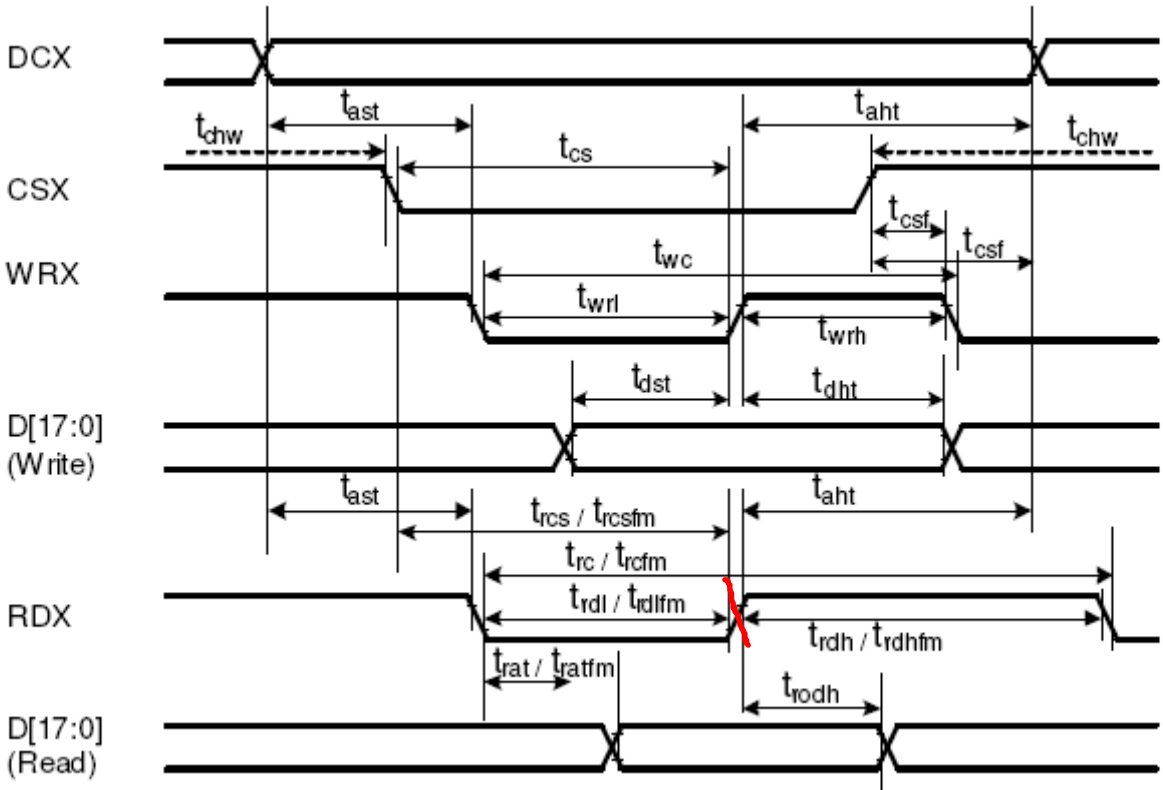 DCX
t_ast
t_aht
t_chw
t_cs
t_chw
CSX
t_csf
t_csf
WRX
t_wc
t_wrl
t_wrh
t_dst
t_dht
D[17:0]
(Write)
t_ast
t_aht
t_rcs / t_rcsfm
t_rc / t_rcfm
t_rdl / t_rdlfm
RDX
t_rdh / t_rdhfm
t_rat / t_ratfm
t_rodh
D[17:0]
(Read)